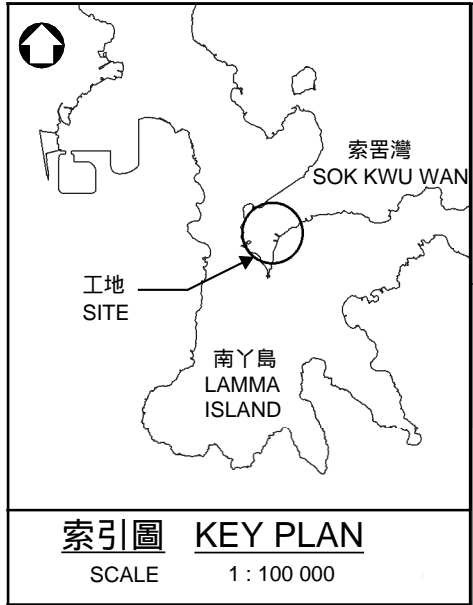 索罟灣
SOK KWU WAN
工地
SITE
南丫島
LAMMA
ISLAND
索引圖 KEY PLAN
SCALE 1 : 100 000